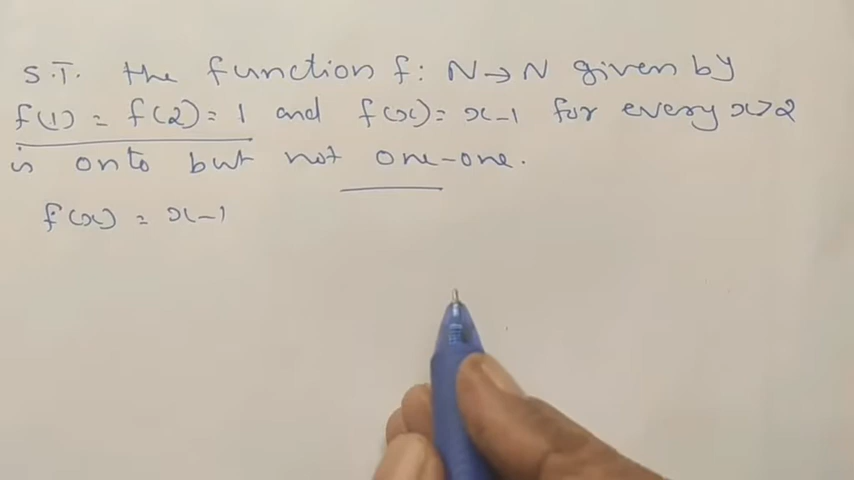 S.T. the function f: N→N given by
f(1) = f(2) = 1 and f(x) = x-1 for every x>2
is onto but not one-one.
f(x) = x-1